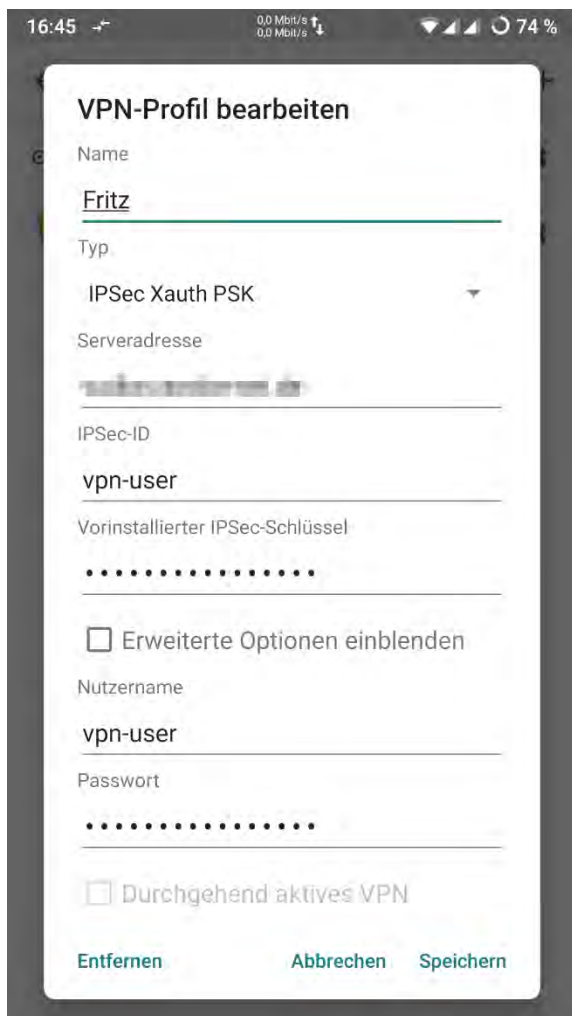 16:45 0,0 Mbit/s 74 %
0,0 Mbit/s
VPN-Profil bearbeiten
Name
Fritz
Typ
IPSec Xauth PSK
Serveradresse
IPSec-ID
vpn-user
Vorinstallierter IPSec-Schlüssel
••••••••••••••••
Erweiterte Optionen einblenden
Nutzername
vpn-user
Passwort
••••••••••••••••
Durchgehend aktives VPN
Entfernen Abbrechen Speichern